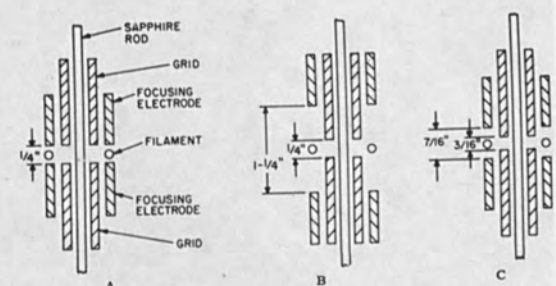 SAPPHIRE
ROD
GRID
FOCUSING
ELECTRODE
FILAMENT
1/4"
FOCUSING
ELECTRODE
GRID
A
1/4"
1-1/4"
B
7/16"
3/16"
C